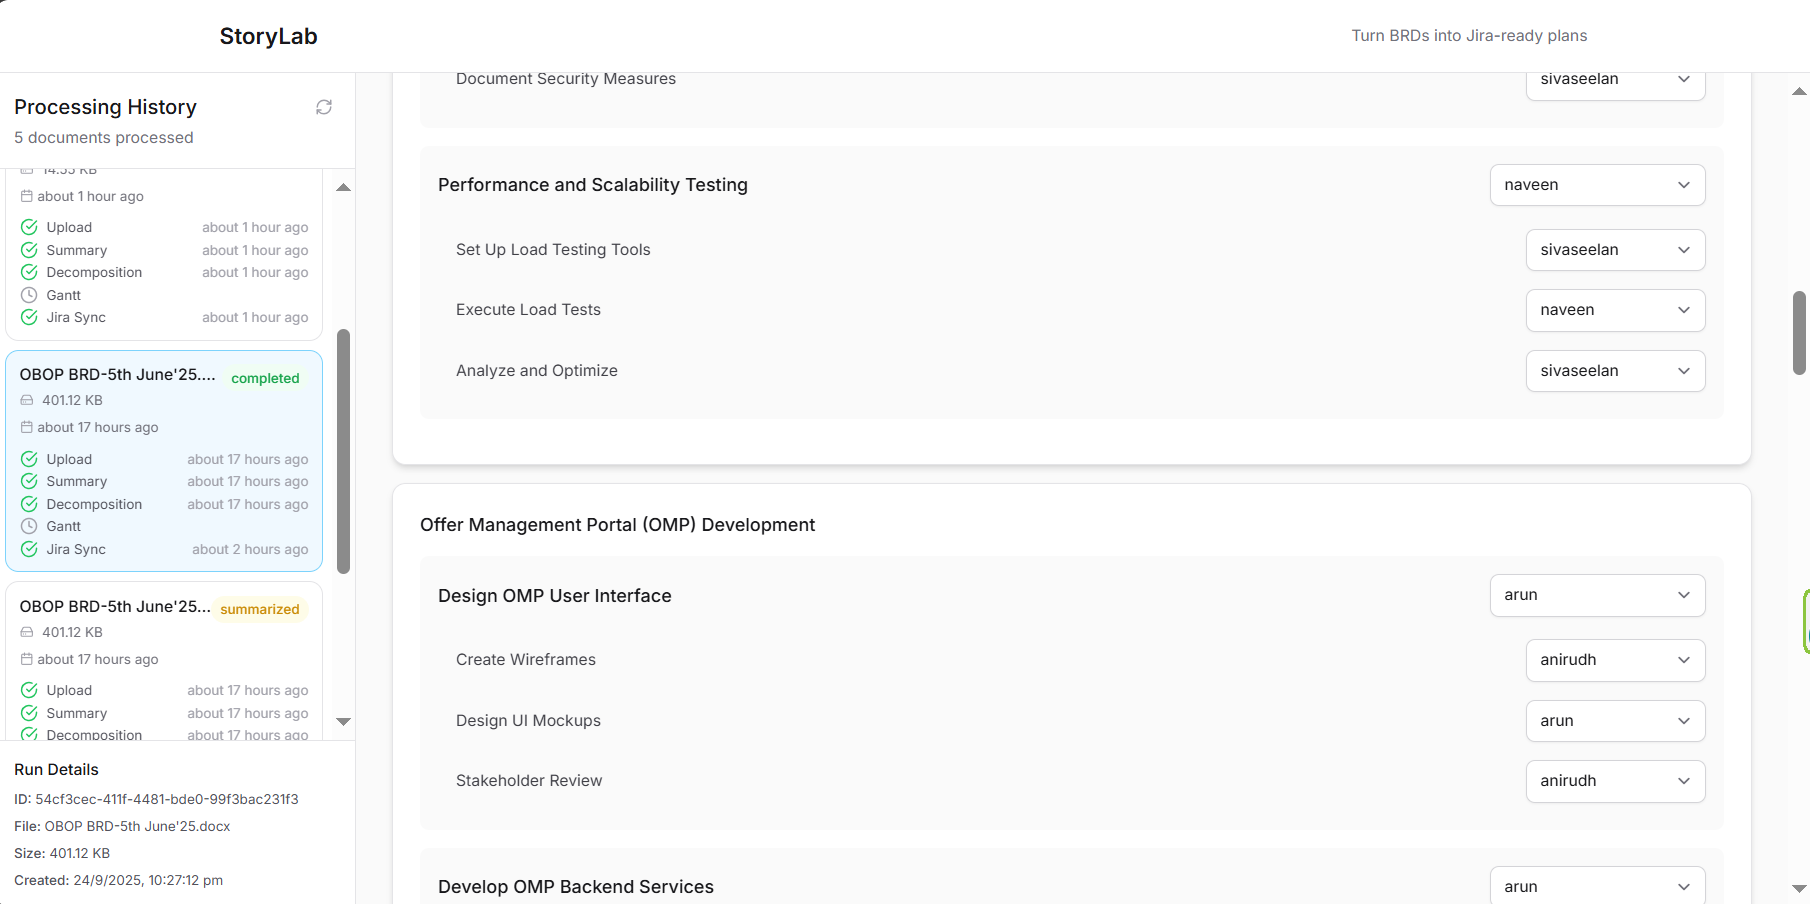 StoryLab
Turn BRDs into Jira-ready plans
Processing History
5 documents processed
14.55 KB
about 1 hour ago
Upload about 1 hour ago
Summary about 1 hour ago
Decomposition about 1 hour ago
Gantt
Jira Sync about 1 hour ago
OBOP BRD-5th June'25.... completed
401.12 KB
about 17 hours ago
Upload about 17 hours ago
Summary about 17 hours ago
Decomposition about 17 hours ago
Gantt
Jira Sync about 2 hours ago
OBOP BRD-5th June'25... summarized
401.12 KB
about 17 hours ago
Upload about 17 hours ago
Summary about 17 hours ago
Decomposition about 17 hours ago
Run Details
ID: 54cf3cec-411f-4481-bde0-99f3bac231f3
File: OBOP BRD-5th June'25.docx
Size: 401.12 KB
Created: 24/9/2025, 10:27:12 pm
Document Security Measures sivaseelan
Performance and Scalability Testing naveen
Set Up Load Testing Tools sivaseelan
Execute Load Tests naveen
Analyze and Optimize sivaseelan
Offer Management Portal (OMP) Development
Design OMP User Interface arun
Create Wireframes anirudh
Design UI Mockups arun
Stakeholder Review anirudh
Develop OMP Backend Services arun